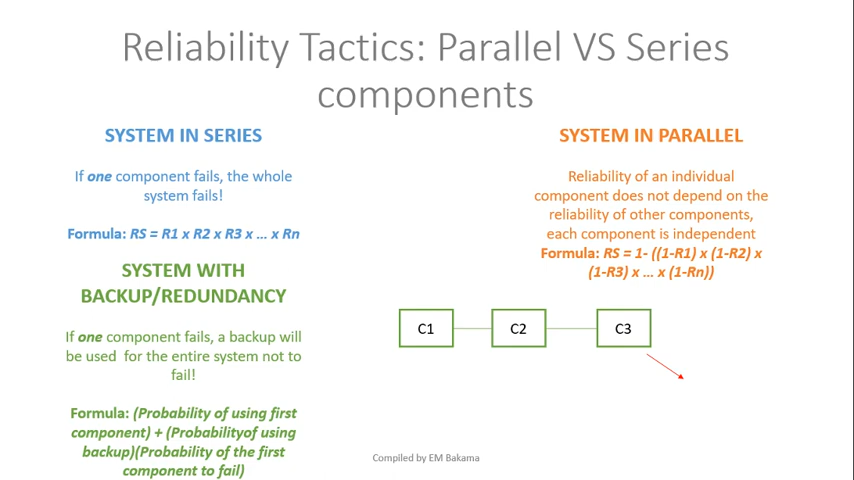 Reliability Tactics: Parallel VS Series
components
SYSTEM IN SERIES
If one component fails, the whole
system fails!
Formula: RS = R1 x R2 x R3 x ... x Rn
SYSTEM WITH
BACKUP/REDUNDANCY
If one component fails, a backup will
be used for the entire system not to
fail!
Formula: (Probability of using first
component) + (Probabilityof using
backup)(Probability of the first
component to fail)
SYSTEM IN PARALLEL
Reliability of an individual
component does not depend on the
reliability of other components,
each component is independent
Formula: RS = 1- ((1-R1) x (1-R2) x
(1-R3) x ... x (1-Rn))
C1
C2
C3
Compiled by EM Bakama